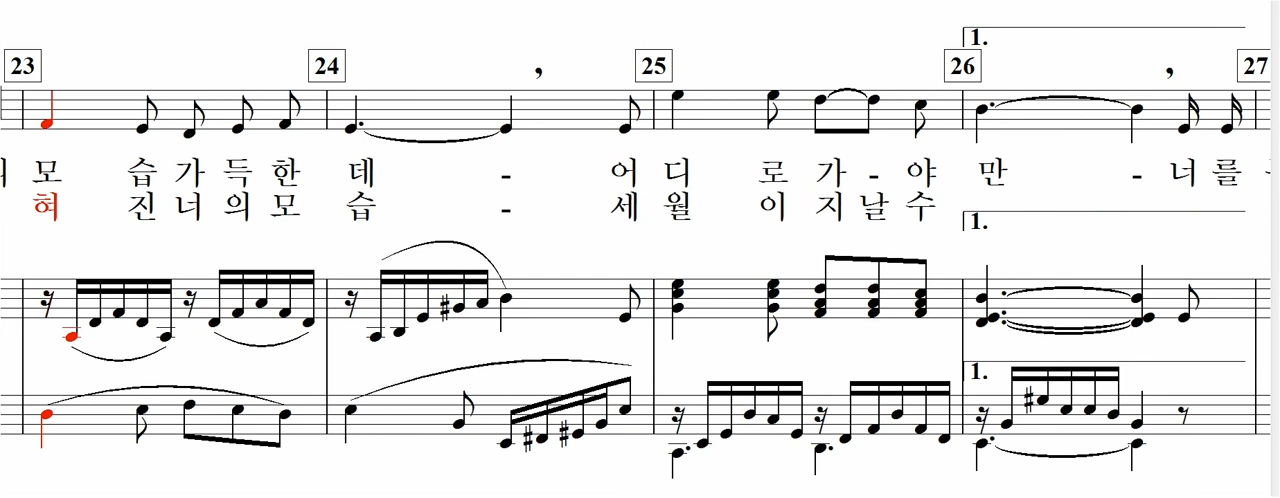 1.
23 24 , 25 26 , 27
모 습 가 득 한 데 - 어 디 로 가 - 야 만 - 너 를
혀 진 너 의 모 습 - 세 월 이 지 날 수
1.
1.